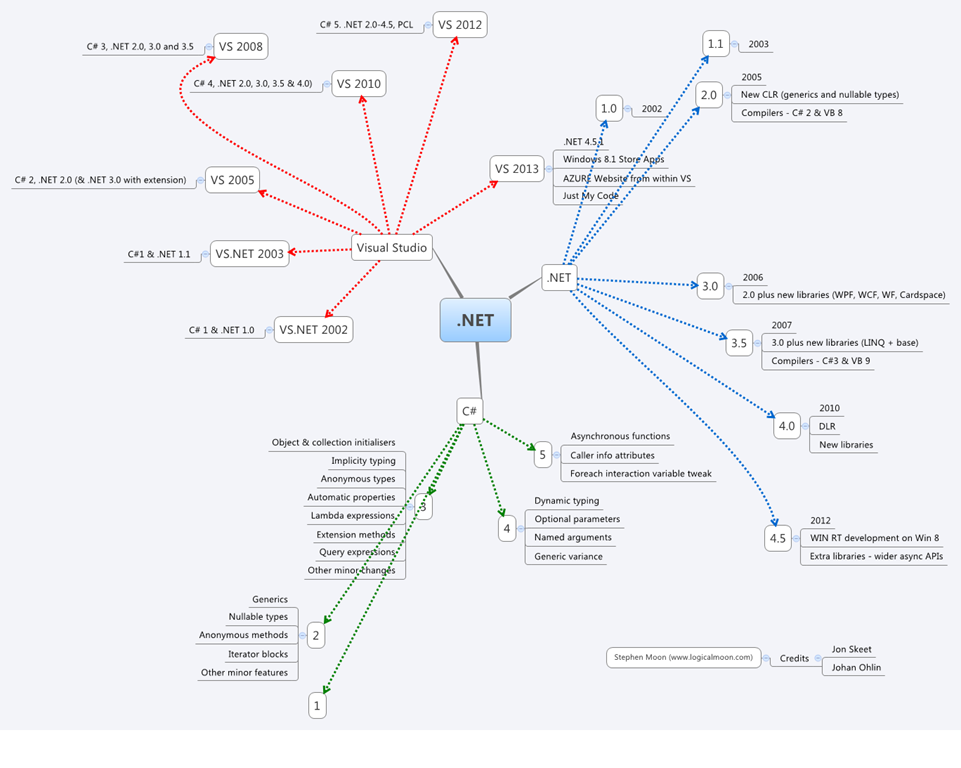 .NET
Visual Studio
VS 2008
C# 3, .NET 2.0, 3.0 and 3.5
VS 2010
C# 4, .NET 2.0, 3.0, 3.5 & 4.0)
VS 2012
C# 5. .NET 2.0-4.5, PCL
VS 2013
.NET 4.5.1
Windows 8.1 Store Apps
AZURE Website from within VS
Just My Code
VS 2005
C# 2, .NET 2.0 (& .NET 3.0 with extension)
VS.NET 2003
C#1 & .NET 1.1
VS.NET 2002
C# 1 & .NET 1.0
.NET
1.0
2002
1.1
2003
2.0
2005
New CLR (generics and nullable types)
Compilers - C# 2 & VB 8
3.0
2006
2.0 plus new libraries (WPF, WCF, WF, Cardspace)
3.5
2007
3.0 plus new libraries (LINQ + base)
Compilers - C#3 & VB 9
4.0
2010
DLR
New libraries
4.5
2012
WIN RT development on Win 8
Extra libraries - wider async APIs
C#
5
Asynchronous functions
Caller info attributes
Foreach interaction variable tweak
4
Dynamic typing
Optional parameters
Named arguments
Generic variance
3
Object & collection initialisers
Implicity typing
Anonymous types
Automatic properties
Lambda expressions
Extension methods
Query expressions
Other minor changes
2
Generics
Nullable types
Anonymous methods
Iterator blocks
Other minor features
1
Stephen Moon (www.logicalmoon.com)
Credits
Jon Skeet
Johan Ohlin